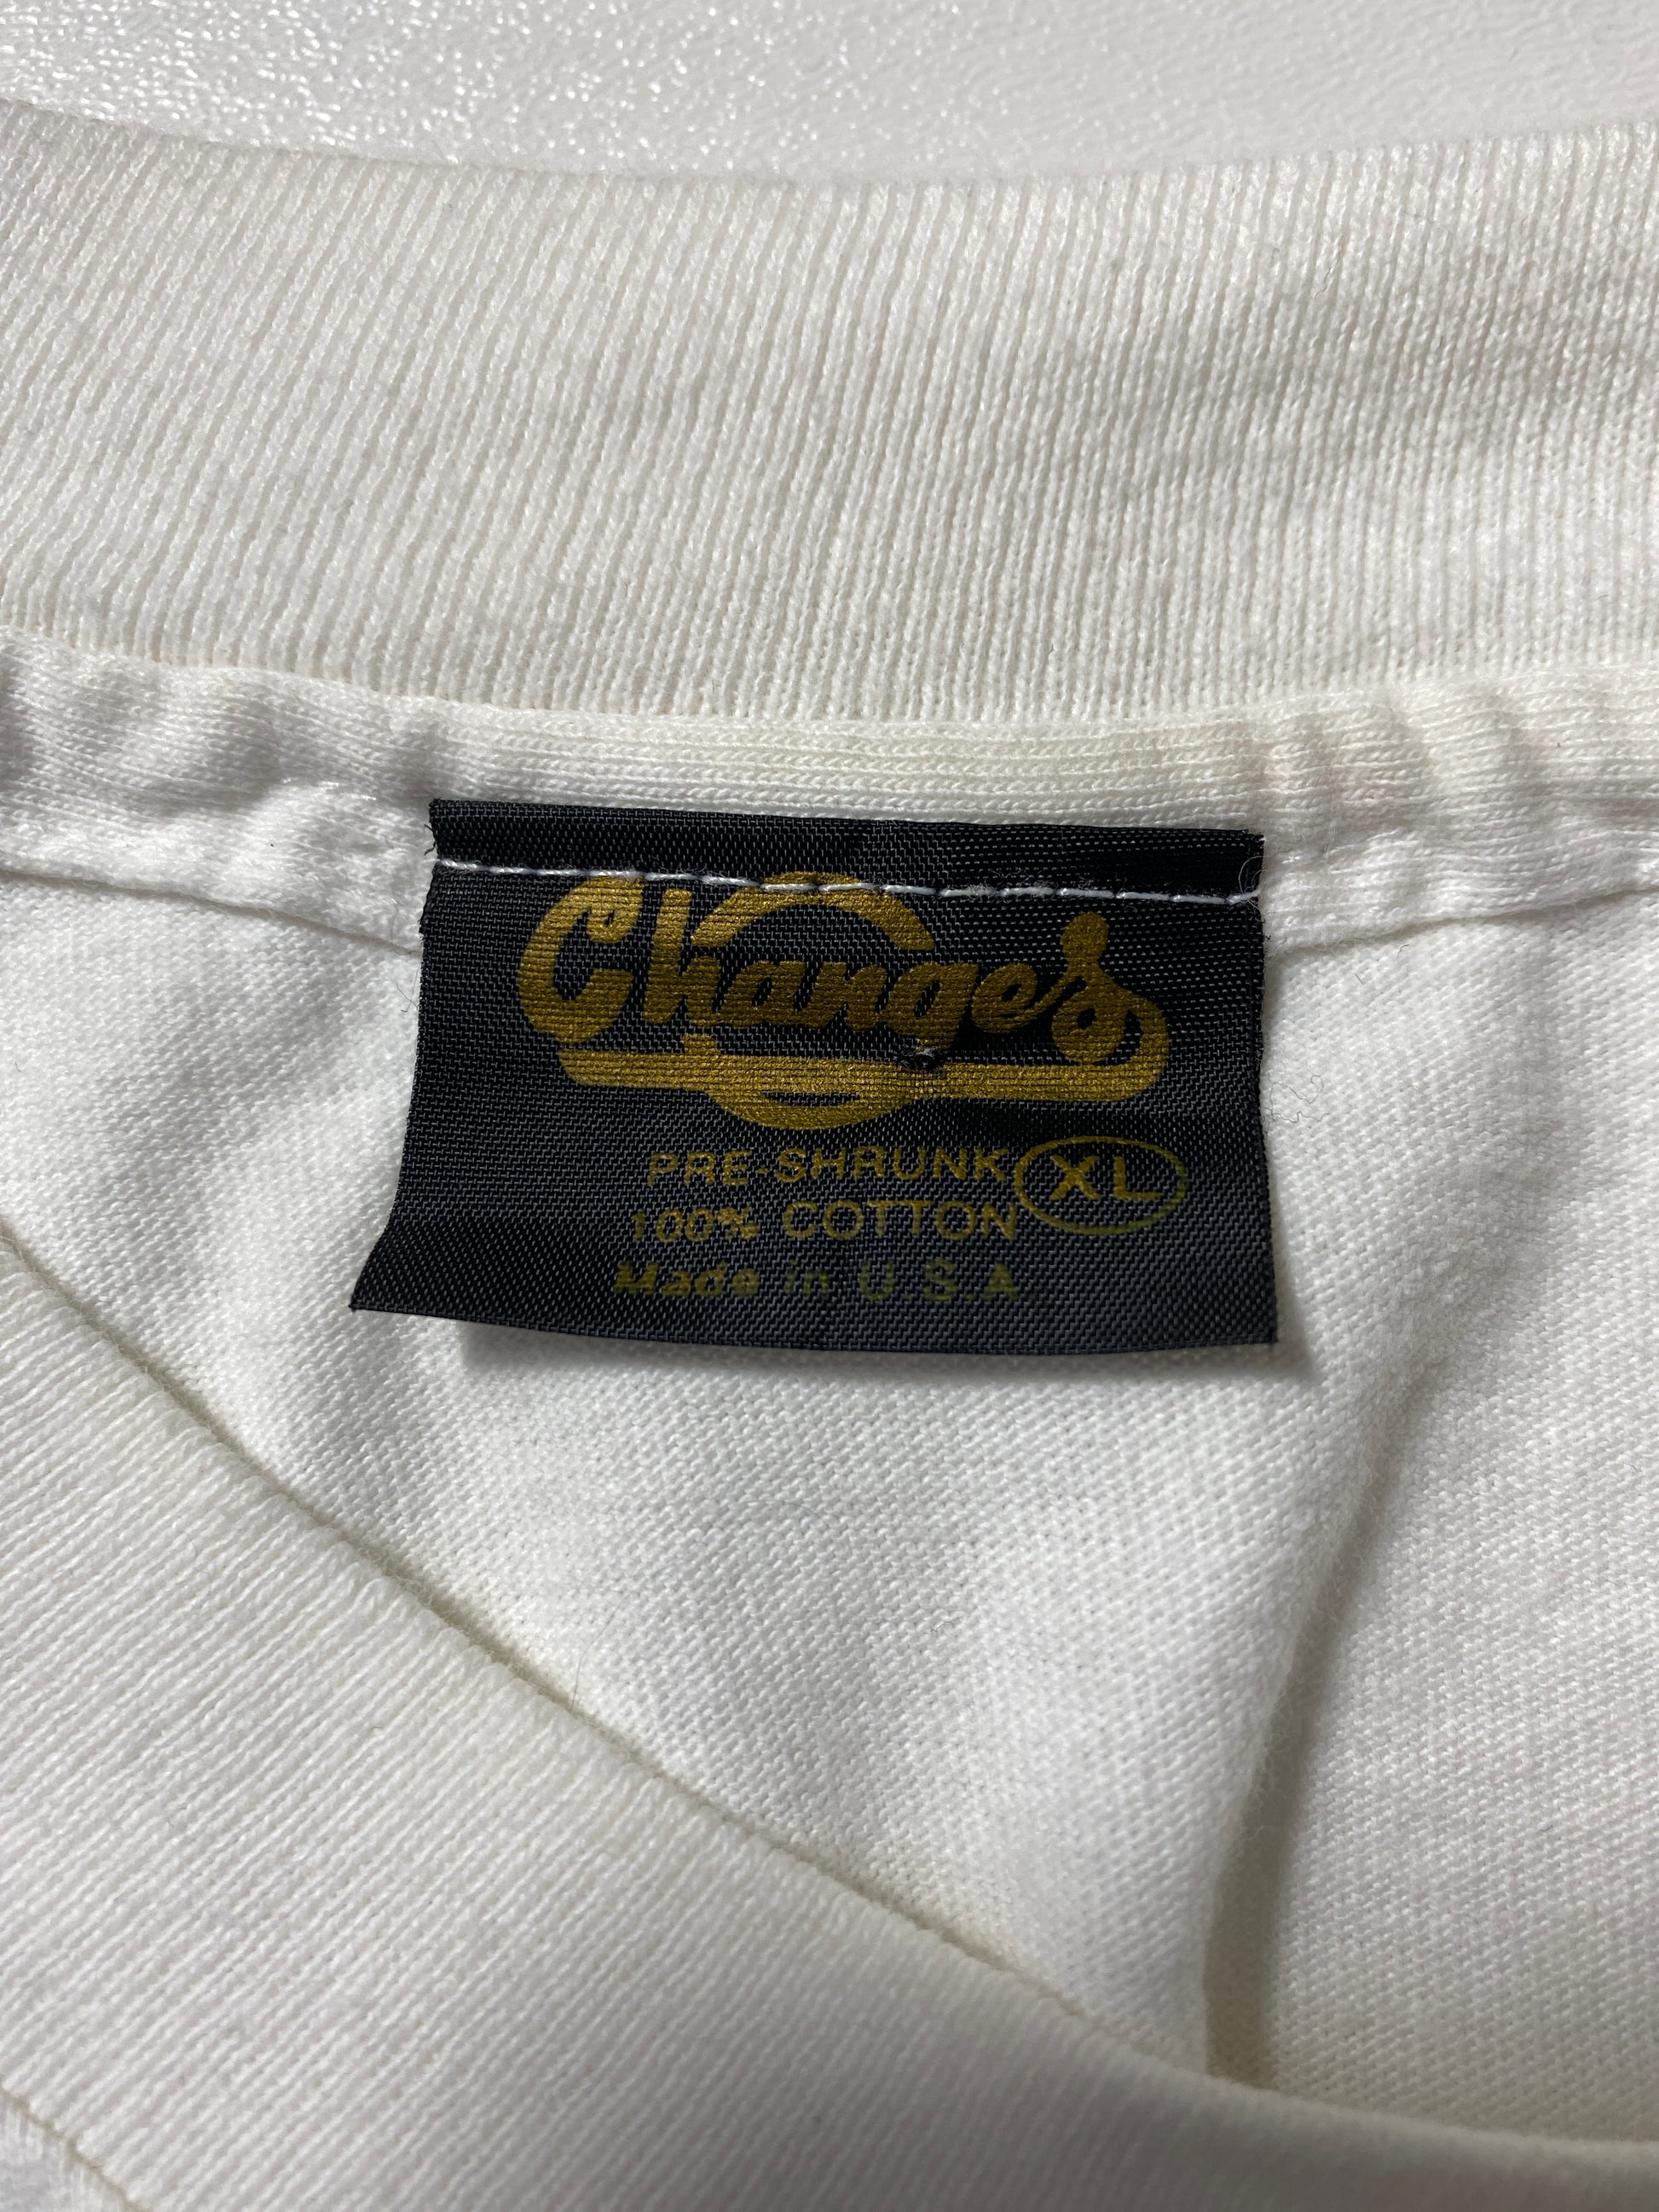 Changes
PRE-SHRUNK XL
100% COTTON
Made in U.S.A